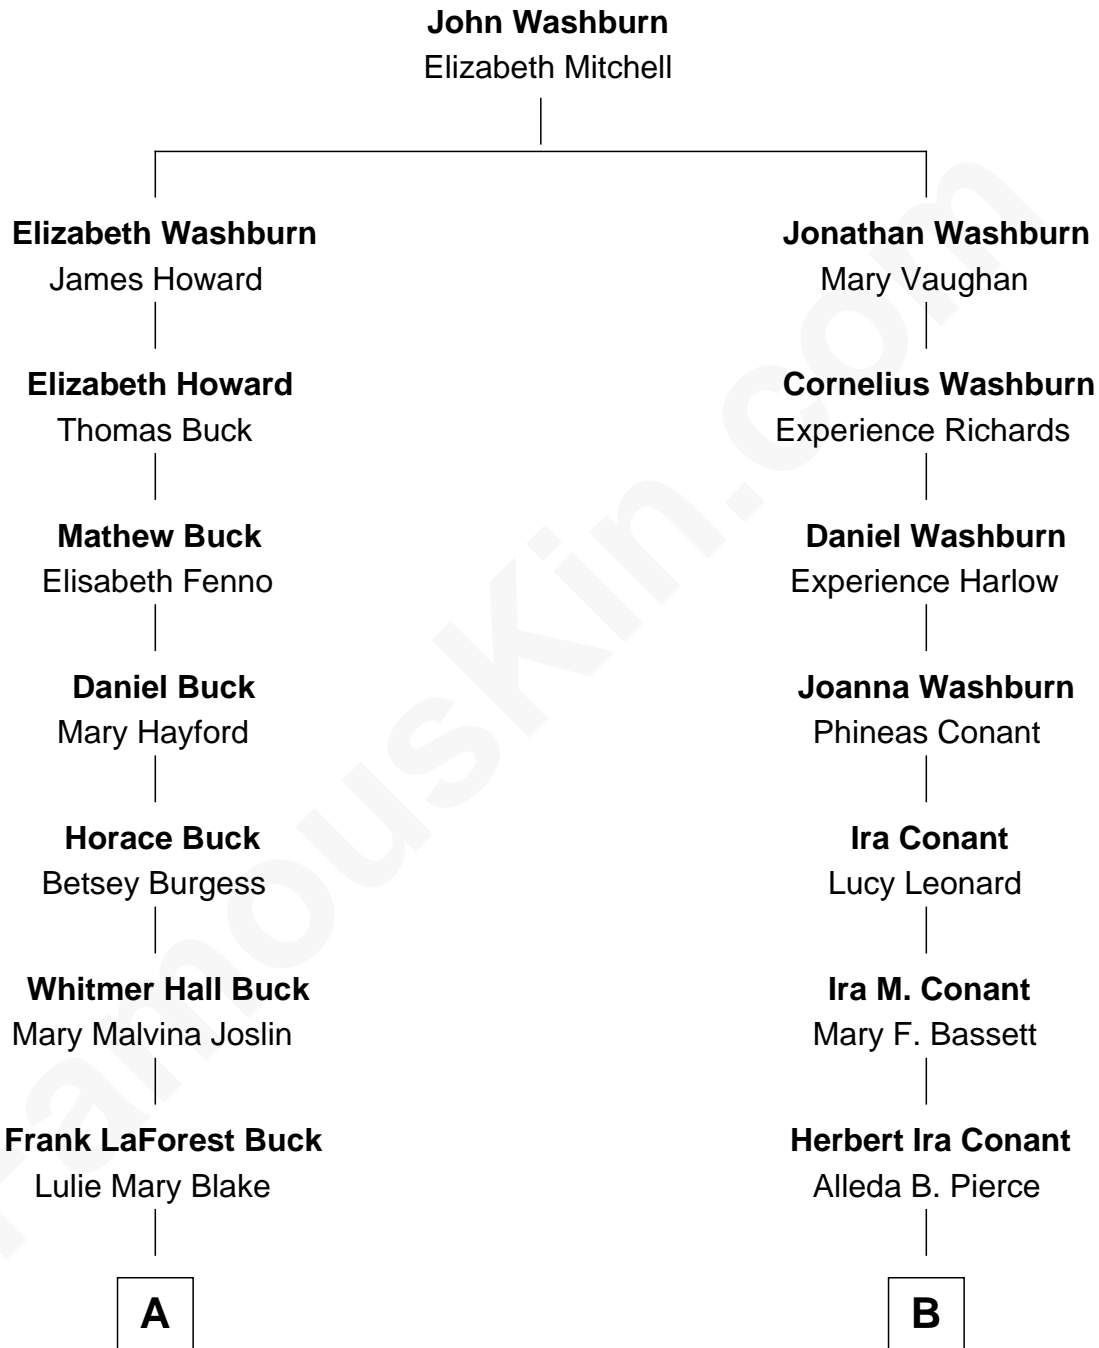 John Washburn
Elizabeth Mitchell
Elizabeth Washburn
James Howard
Jonathan Washburn
Mary Vaughan
Elizabeth Howard
Thomas Buck
Cornelius Washburn
Experience Richards
Mathew Buck
Elisabeth Fenno
Daniel Washburn
Experience Harlow
Daniel Buck
Mary Hayford
Joanna Washburn
Phineas Conant
Horace Buck
Betsey Burgess
Ira Conant
Lucy Leonard
Whitmer Hall Buck
Mary Malvina Joslin
Ira M. Conant
Mary F. Bassett
Frank LaForest Buck
Lulie Mary Blake
Herbert Ira Conant
Alleda B. Pierce
A
B
FamousKin.com